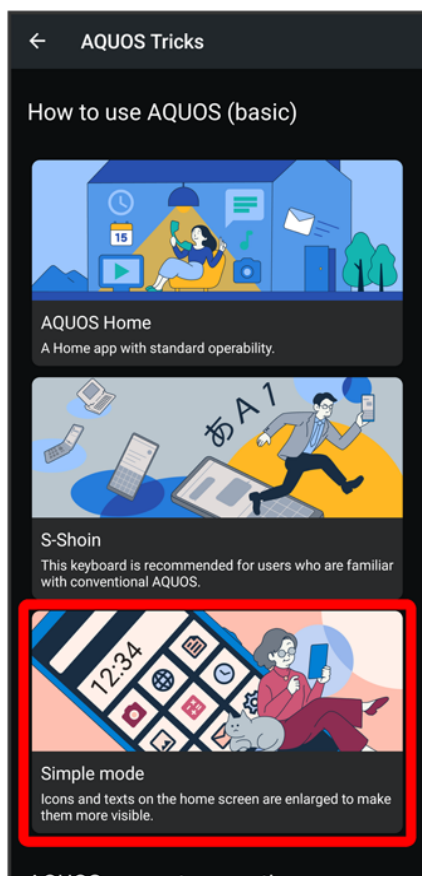 AQUOS Tricks
How to use AQUOS (basic)
15
AQUOS Home
A Home app with standard operability.
あA1
S-Shoin
This keyboard is recommended for users who are familiar
with conventional AQUOS.
12:34
Simple mode
Icons and texts on the home screen are enlarged to make
them more visible.